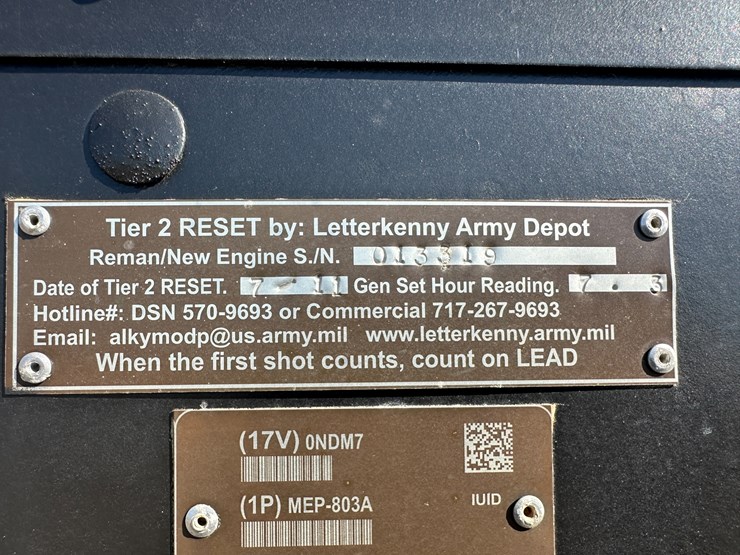 Tier 2 RESET by: Letterkenny Army Depot
Reman/New Engine S./N. 013319
Date of Tier 2 RESET. 7 - 11 Gen Set Hour Reading. 7 . 3
Hotline#: DSN 570-9693 or Commercial 717-267-9693
Email: alkymodp@us.army.mil www.letterkenny.army.mil
When the first shot counts, count on LEAD
(17V) 0NDM7
(1P) MEP-803A
IUID